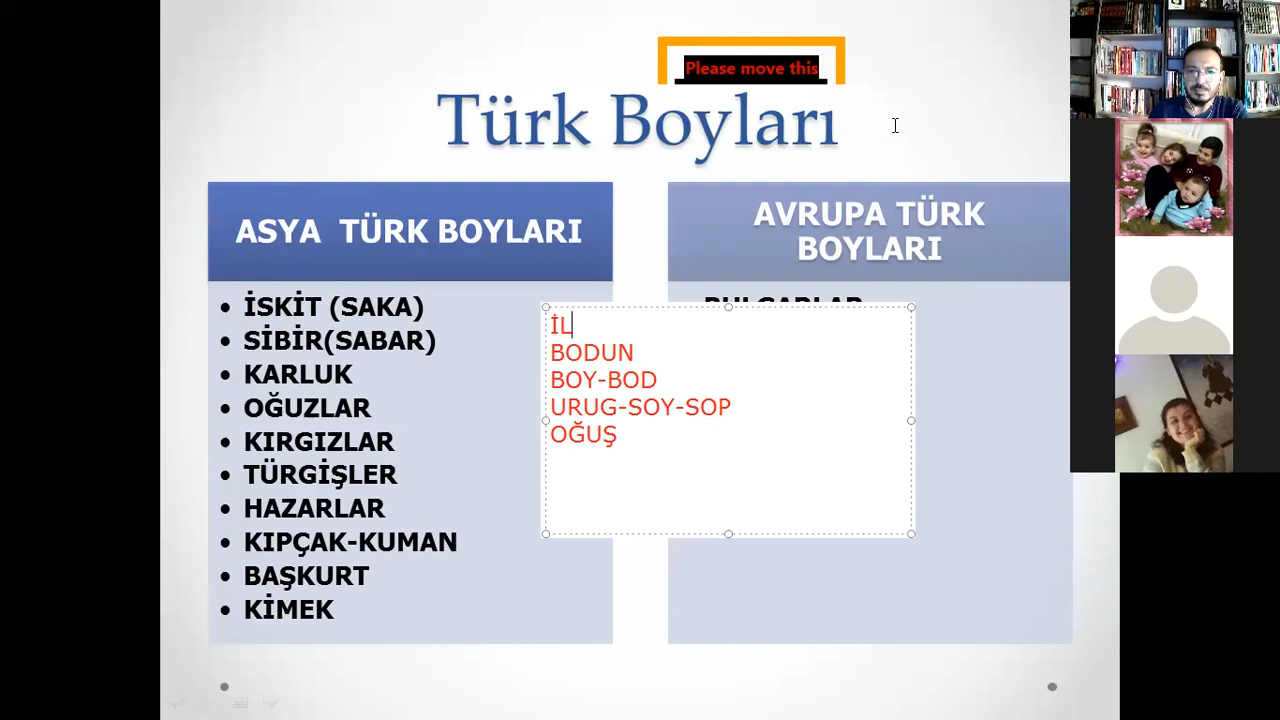 Please move this
Türk Boyları
ASYA TÜRK BOYLARI
AVRUPA TÜRK
BOYLARI
• İSKİT (SAKA)
• SİBİR(SABAR)
• KARLUK
• OĞUZLAR
• KIRGIZLAR
• TÜRGİŞLER
• HAZARLAR
• KIPÇAK-KUMAN
• BAŞKURT
• KİMEK
BULGARLAR
İL
BODUN
BOY-BOD
URUG-SOY-SOP
OĞUŞ